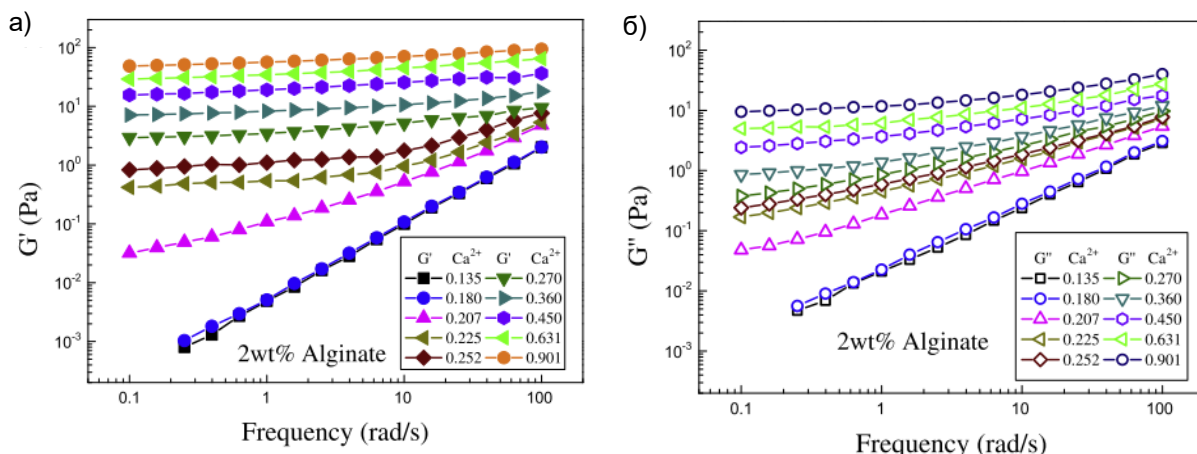 а)
10²
10¹
10⁰
10⁻¹
10⁻²
10⁻³
G' (Pa)
G' Ca²⁺ G' Ca²⁺
0.135 0.270
0.180 0.360
0.207 0.450
0.225 0.631
0.252 0.901
2wt% Alginate
0.1 1 10 100
Frequency (rad/s)
б)
10²
10¹
10⁰
10⁻¹
10⁻²
10⁻³
G'' (Pa)
G'' Ca²⁺ G'' Ca²⁺
0.135 0.270
0.180 0.360
0.207 0.450
0.225 0.631
0.252 0.901
2wt% Alginate
0.1 1 10 100
Frequency (rad/s)